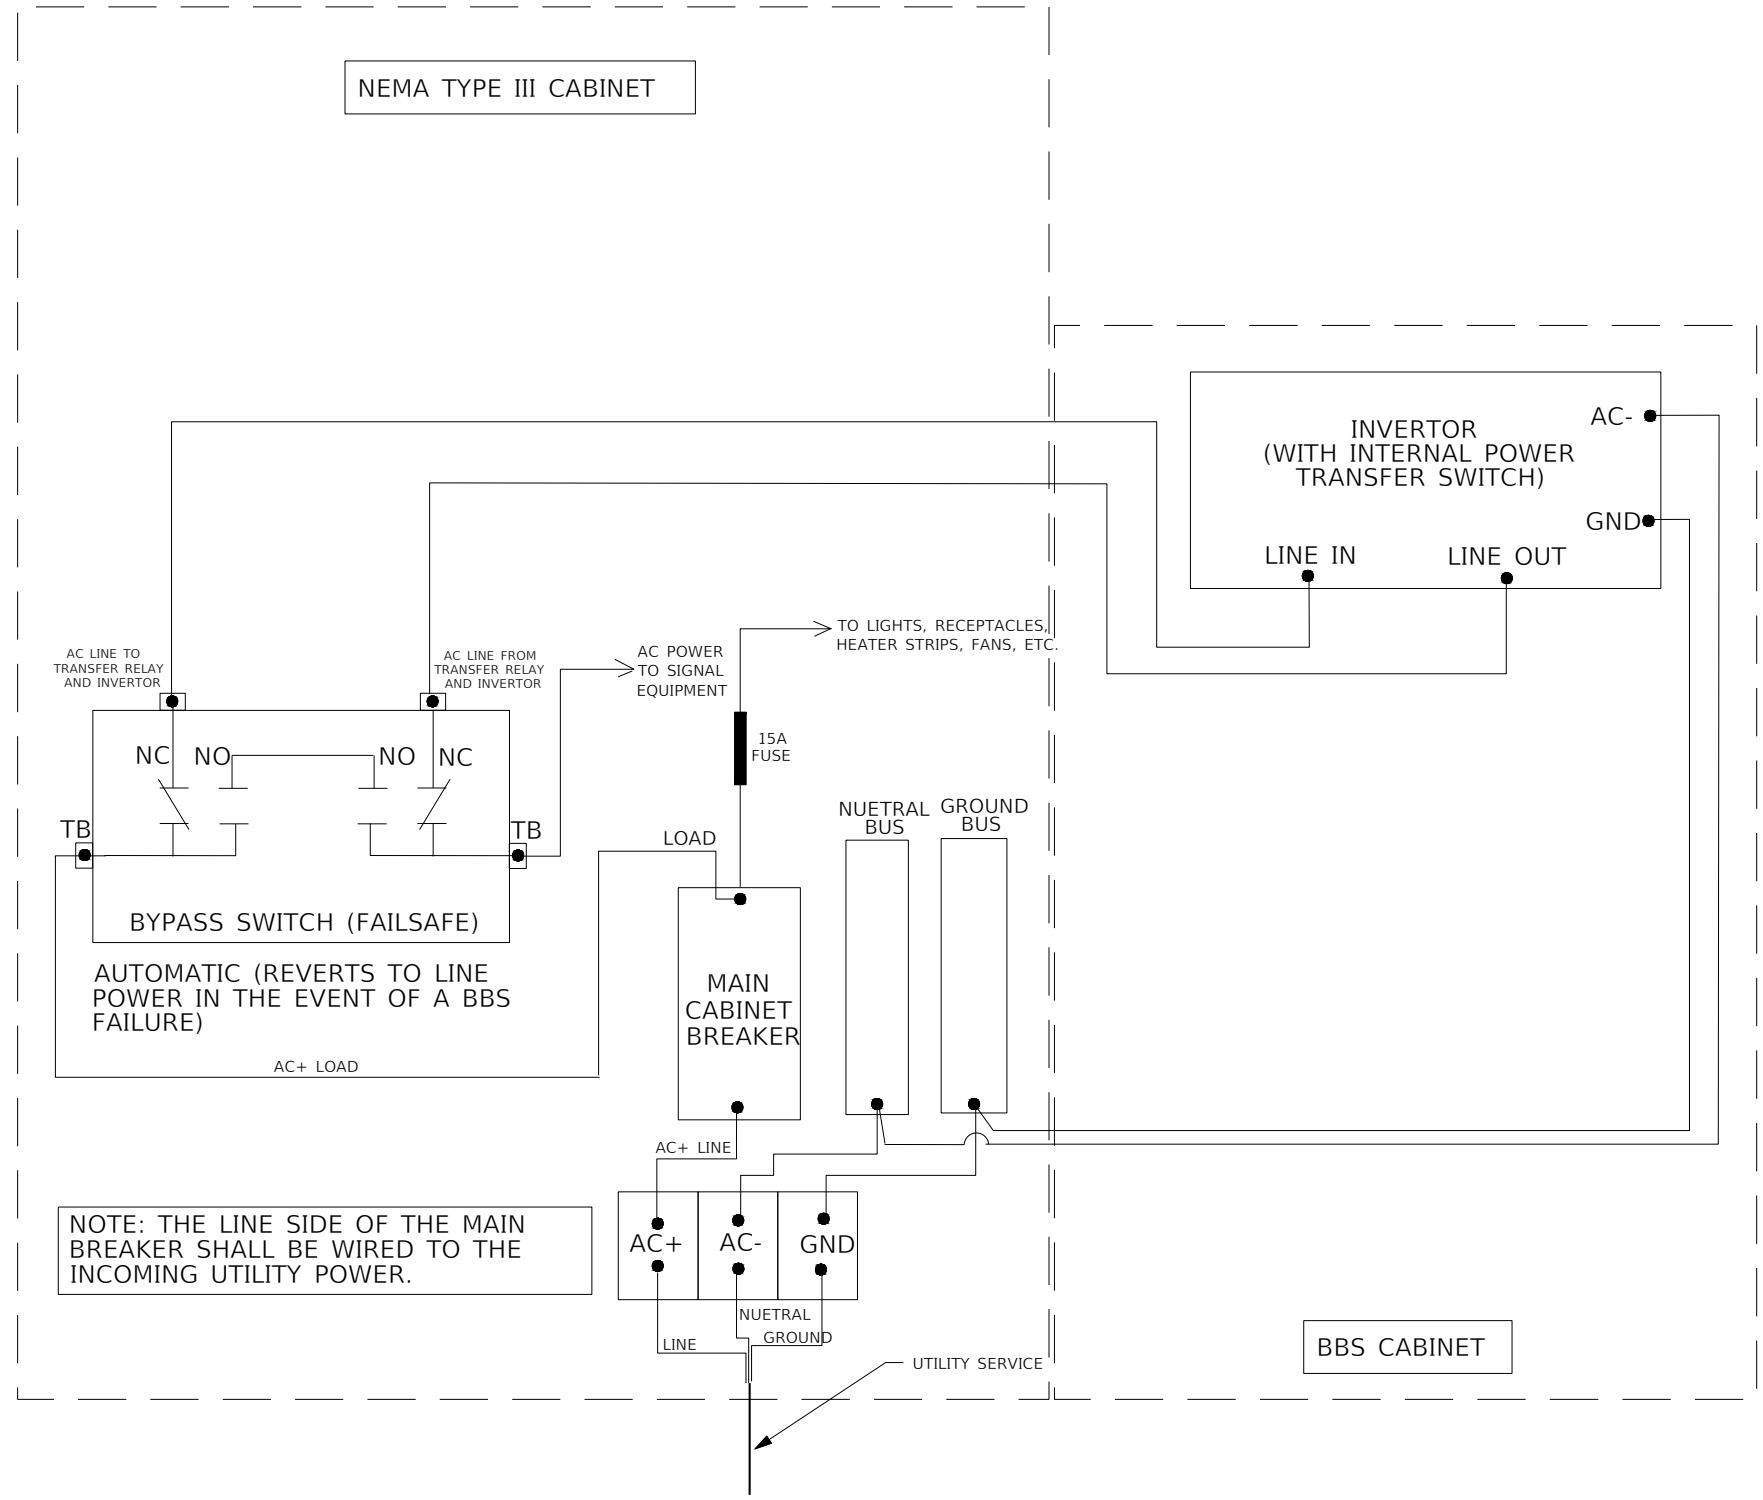 NEMA TYPE III CABINET
AC-
INVERTOR
(WITH INTERNAL POWER
TRANSFER SWITCH)
GND
LINE IN
LINE OUT
TO LIGHTS, RECEPTACLES,
HEATER STRIPS, FANS, ETC.
AC LINE TO
TRANSFER RELAY
AND INVERTOR
AC LINE FROM
TRANSFER RELAY
AND INVERTOR
AC POWER
TO SIGNAL
EQUIPMENT
15A
FUSE
NC
NO
NO
NC
TB
TB
LOAD
NUETRAL
BUS
GROUND
BUS
BYPASS SWITCH (FAILSAFE)
AUTOMATIC (REVERTS TO LINE
POWER IN THE EVENT OF A BBS
FAILURE)
MAIN
CABINET
BREAKER
AC+ LOAD
AC+ LINE
NOTE: THE LINE SIDE OF THE MAIN
BREAKER SHALL BE WIRED TO THE
INCOMING UTILITY POWER.
AC+
AC-
GND
NUETRAL
GROUND
LINE
UTILITY SERVICE
BBS CABINET